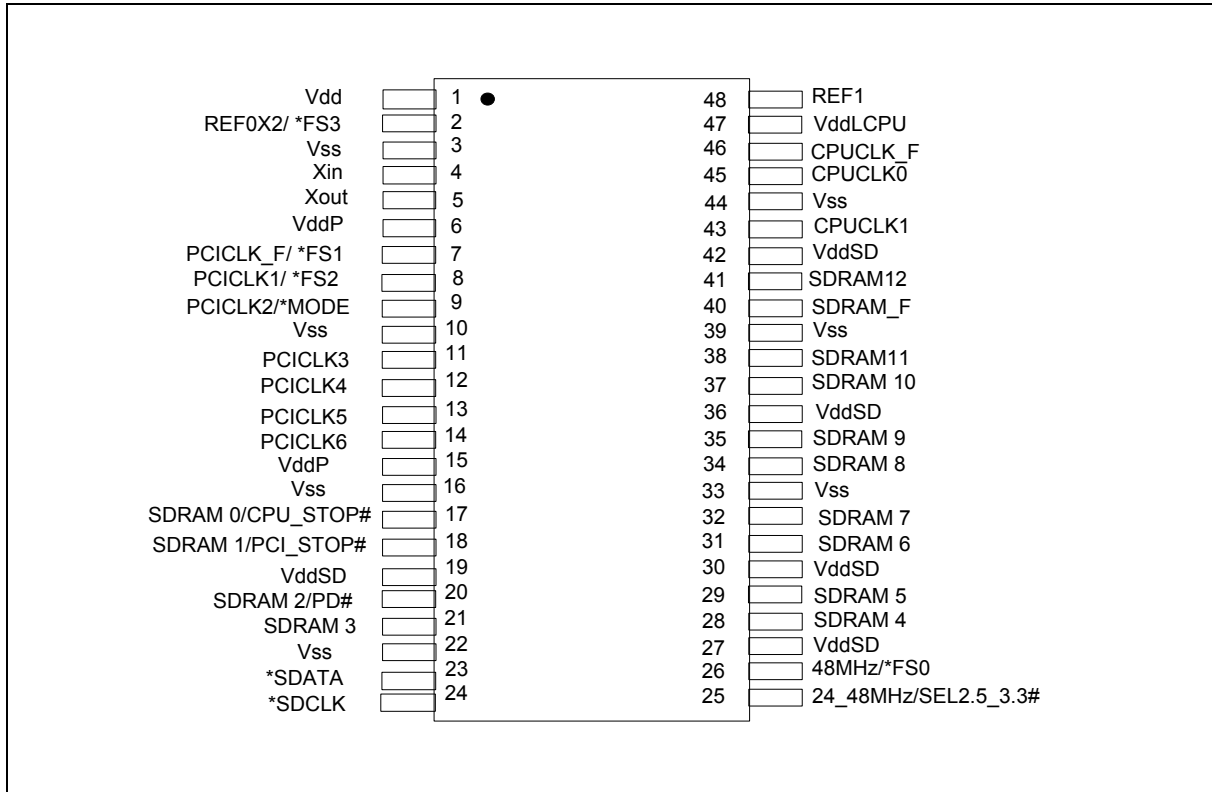 Vdd 1 48 REF1
REF0X2/ *FS3 2 47 VddLCPU
Vss 3 46 CPUCLK_F
Xin 4 45 CPUCLK0
Xout 5 44 Vss
VddP 6 43 CPUCLK1
PCICLK_F/ *FS1 7 42 VddSD
PCICLK1/ *FS2 8 41 SDRAM12
PCICLK2/*MODE 9 40 SDRAM_F
Vss 10 39 Vss
PCICLK3 11 38 SDRAM11
PCICLK4 12 37 SDRAM 10
PCICLK5 13 36 VddSD
PCICLK6 14 35 SDRAM 9
VddP 15 34 SDRAM 8
Vss 16 33 Vss
SDRAM 0/CPU_STOP# 17 32 SDRAM 7
SDRAM 1/PCI_STOP# 18 31 SDRAM 6
VddSD 19 30 VddSD
SDRAM 2/PD# 20 29 SDRAM 5
SDRAM 3 21 28 SDRAM 4
Vss 22 27 VddSD
*SDATA 23 26 48MHz/*FS0
*SDCLK 24 25 24_48MHz/SEL2.5_3.3#